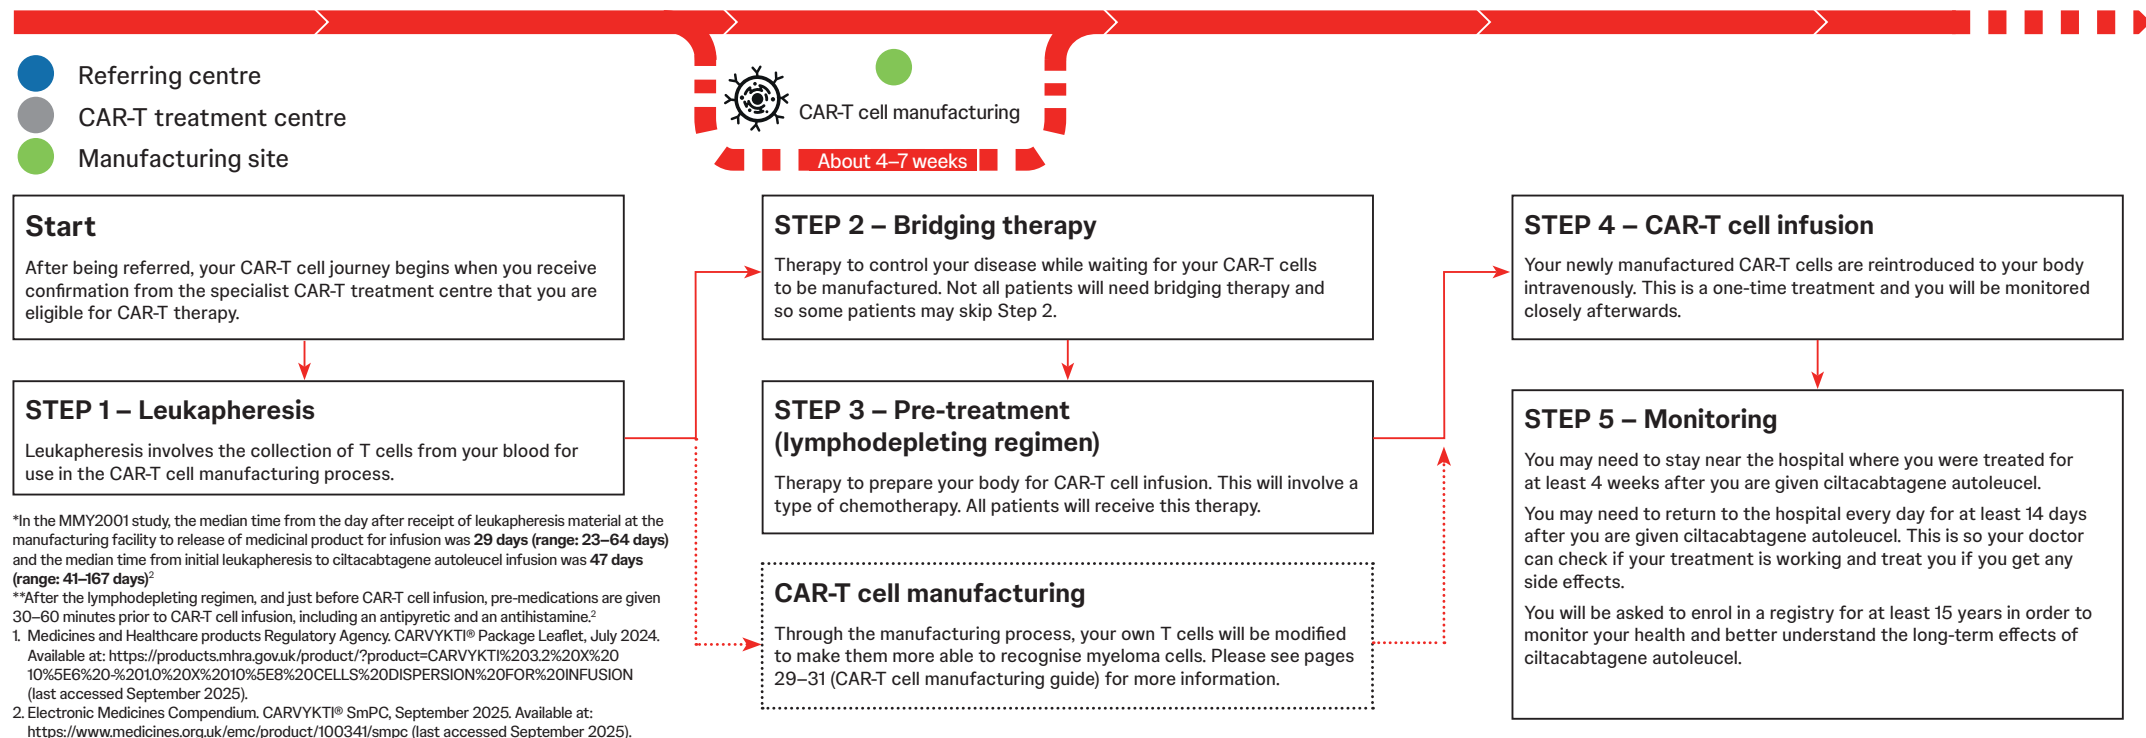 Referring centre
CAR-T treatment centre
Manufacturing site
CAR-T cell manufacturing
About 4–7 weeks
Start
After being referred, your CAR-T cell journey begins when you receive
confirmation from the specialist CAR-T treatment centre that you are
eligible for CAR-T therapy.
STEP 1 – Leukapheresis
Leukapheresis involves the collection of T cells from your blood for
use in the CAR-T cell manufacturing process.
*In the MMY2001 study, the median time from the day after receipt of leukapheresis material at the
manufacturing facility to release of medicinal product for infusion was 29 days (range: 23–64 days)
and the median time from initial leukapheresis to ciltacabtagene autoleucel infusion was 47 days
(range: 41–167 days)²
**After the lymphodepleting regimen, and just before CAR-T cell infusion, pre-medications are given
30–60 minutes prior to CAR-T cell infusion, including an antipyretic and an antihistamine.²
1. Medicines and Healthcare products Regulatory Agency. CARVYKTI® Package Leaflet, July 2024.
Available at: https://products.mhra.gov.uk/product/?product=CARVYKTI%203.2%20X%20
10%5E6%20-%201.0%20X%2010%5E8%20CELLS%20DISPERSION%20FOR%20INFUSION
(last accessed September 2025).
2. Electronic Medicines Compendium. CARVYKTI® SmPC, September 2025. Available at:
https://www.medicines.org.uk/emc/product/100341/smpc (last accessed September 2025).
STEP 2 – Bridging therapy
Therapy to control your disease while waiting for your CAR-T cells
to be manufactured. Not all patients will need bridging therapy and
so some patients may skip Step 2.
STEP 3 – Pre-treatment
(lymphodepleting regimen)
Therapy to prepare your body for CAR-T cell infusion. This will involve a
type of chemotherapy. All patients will receive this therapy.
CAR-T cell manufacturing
Through the manufacturing process, your own T cells will be modified
to make them more able to recognise myeloma cells. Please see pages
29–31 (CAR-T cell manufacturing guide) for more information.
STEP 4 – CAR-T cell infusion
Your newly manufactured CAR-T cells are reintroduced to your body
intravenously. This is a one-time treatment and you will be monitored
closely afterwards.
STEP 5 – Monitoring
You may need to stay near the hospital where you were treated for
at least 4 weeks after you are given ciltacabtagene autoleucel.
You may need to return to the hospital every day for at least 14 days
after you are given ciltacabtagene autoleucel. This is so your doctor
can check if your treatment is working and treat you if you get any
side effects.
You will be asked to enrol in a registry for at least 15 years in order to
monitor your health and better understand the long-term effects of
ciltacabtagene autoleucel.